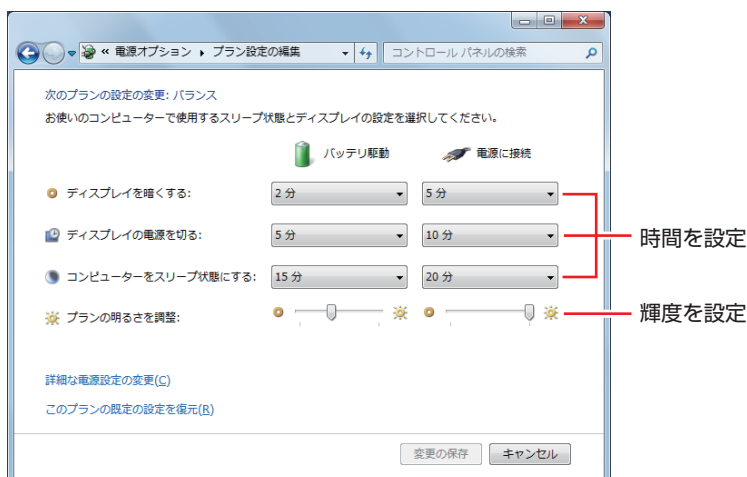 « 電源オプション ▸ プラン設定の編集
コントロール パネルの検索
次のプランの設定の変更: バランス
お使いのコンピューターで使用するスリープ状態とディスプレイの設定を選択してください。
バッテリ駆動 電源に接続
ディスプレイを暗くする: 2 分 5 分
ディスプレイの電源を切る: 5 分 10 分
コンピューターをスリープ状態にする: 15 分 20 分
プランの明るさを調整:
時間を設定
輝度を設定
詳細な電源設定の変更(C)
このプランの既定の設定を復元(R)
変更の保存 キャンセル